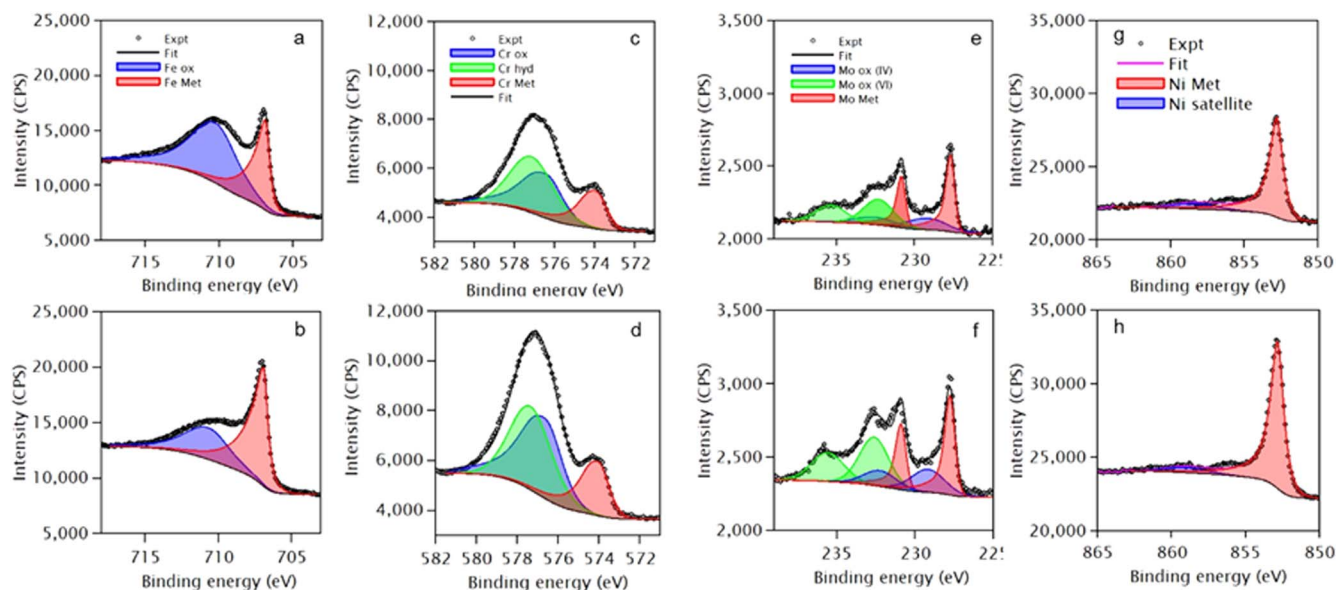 25,000
20,000
15,000
10,000
5,000
Intensity (CPS)
a
Expt
Fit
Fe ox
Fe Met
715 710 705
Binding energy (eV)
12,000
10,000
8,000
6,000
4,000
Intensity (CPS)
c
Expt
Cr ox
Cr hyd
Cr Met
Fit
582 580 578 576 574 572
Binding energy (eV)
3,500
3,000
2,500
2,000
Intensity (CPS)
e
Expt
Fit
Mo ox (IV)
Mo ox (VI)
Mo Met
235 230 225
Binding energy (eV)
35,000
30,000
25,000
20,000
Intensity (CPS)
g
Expt
Fit
Ni Met
Ni satellite
865 860 855 850
Binding energy (eV)
25,000
20,000
15,000
10,000
5,000
Intensity (CPS)
b
715 710 705
Binding energy (eV)
12,000
10,000
8,000
6,000
4,000
Intensity (CPS)
d
582 580 578 576 574 572
Binding energy (eV)
3,500
3,000
2,500
2,000
Intensity (CPS)
f
235 230 225
Binding energy (eV)
35,000
30,000
25,000
20,000
Intensity (CPS)
h
865 860 855 850
Binding energy (eV)